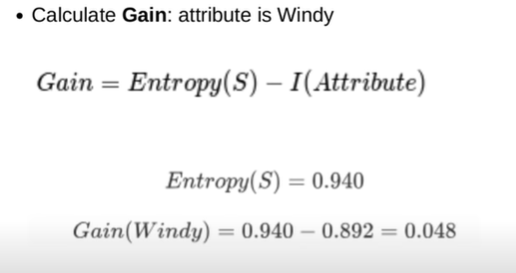 • Calculate Gain: attribute is Windy
Gain = Entropy(S) − I(Attribute)
Entropy(S) = 0.940
Gain(Windy) = 0.940 − 0.892 = 0.048